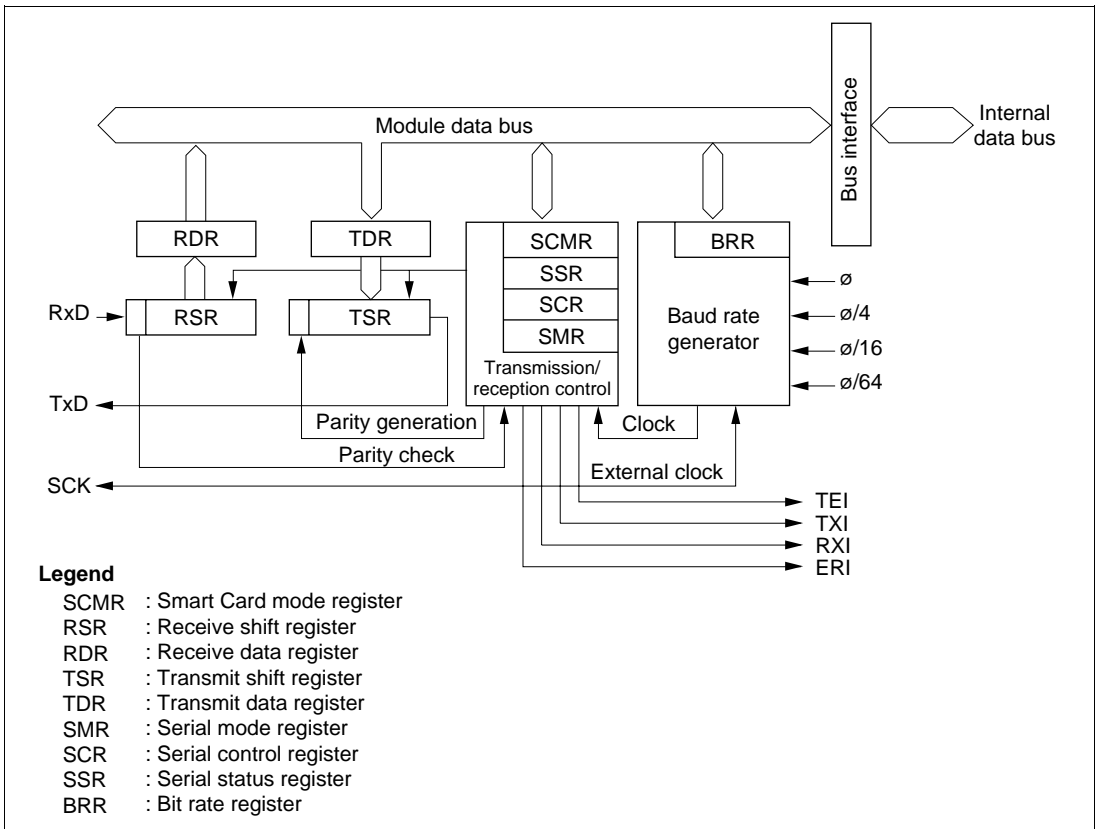 Module data bus
Bus interface
Internal
data bus
RDR
TDR
SCMR
BRR
SSR
SCR
SMR
RxD
RSR
TSR
Baud rate
generator
ø
ø/4
ø/16
ø/64
Transmission/
reception control
TxD
Parity generation
Clock
Parity check
SCK
External clock
TEI
TXI
RXI
ERI
Legend
SCMR : Smart Card mode register
RSR : Receive shift register
RDR : Receive data register
TSR : Transmit shift register
TDR : Transmit data register
SMR : Serial mode register
SCR : Serial control register
SSR : Serial status register
BRR : Bit rate register